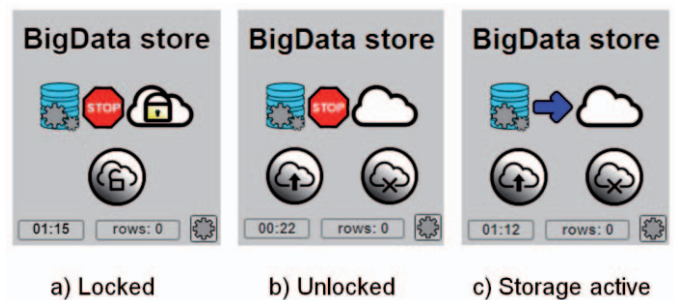 BigData store BigData store BigData store
STOP STOP
01:15 rows: 0 00:22 rows: 0 01:12 rows: 0
a) Locked b) Unlocked c) Storage active